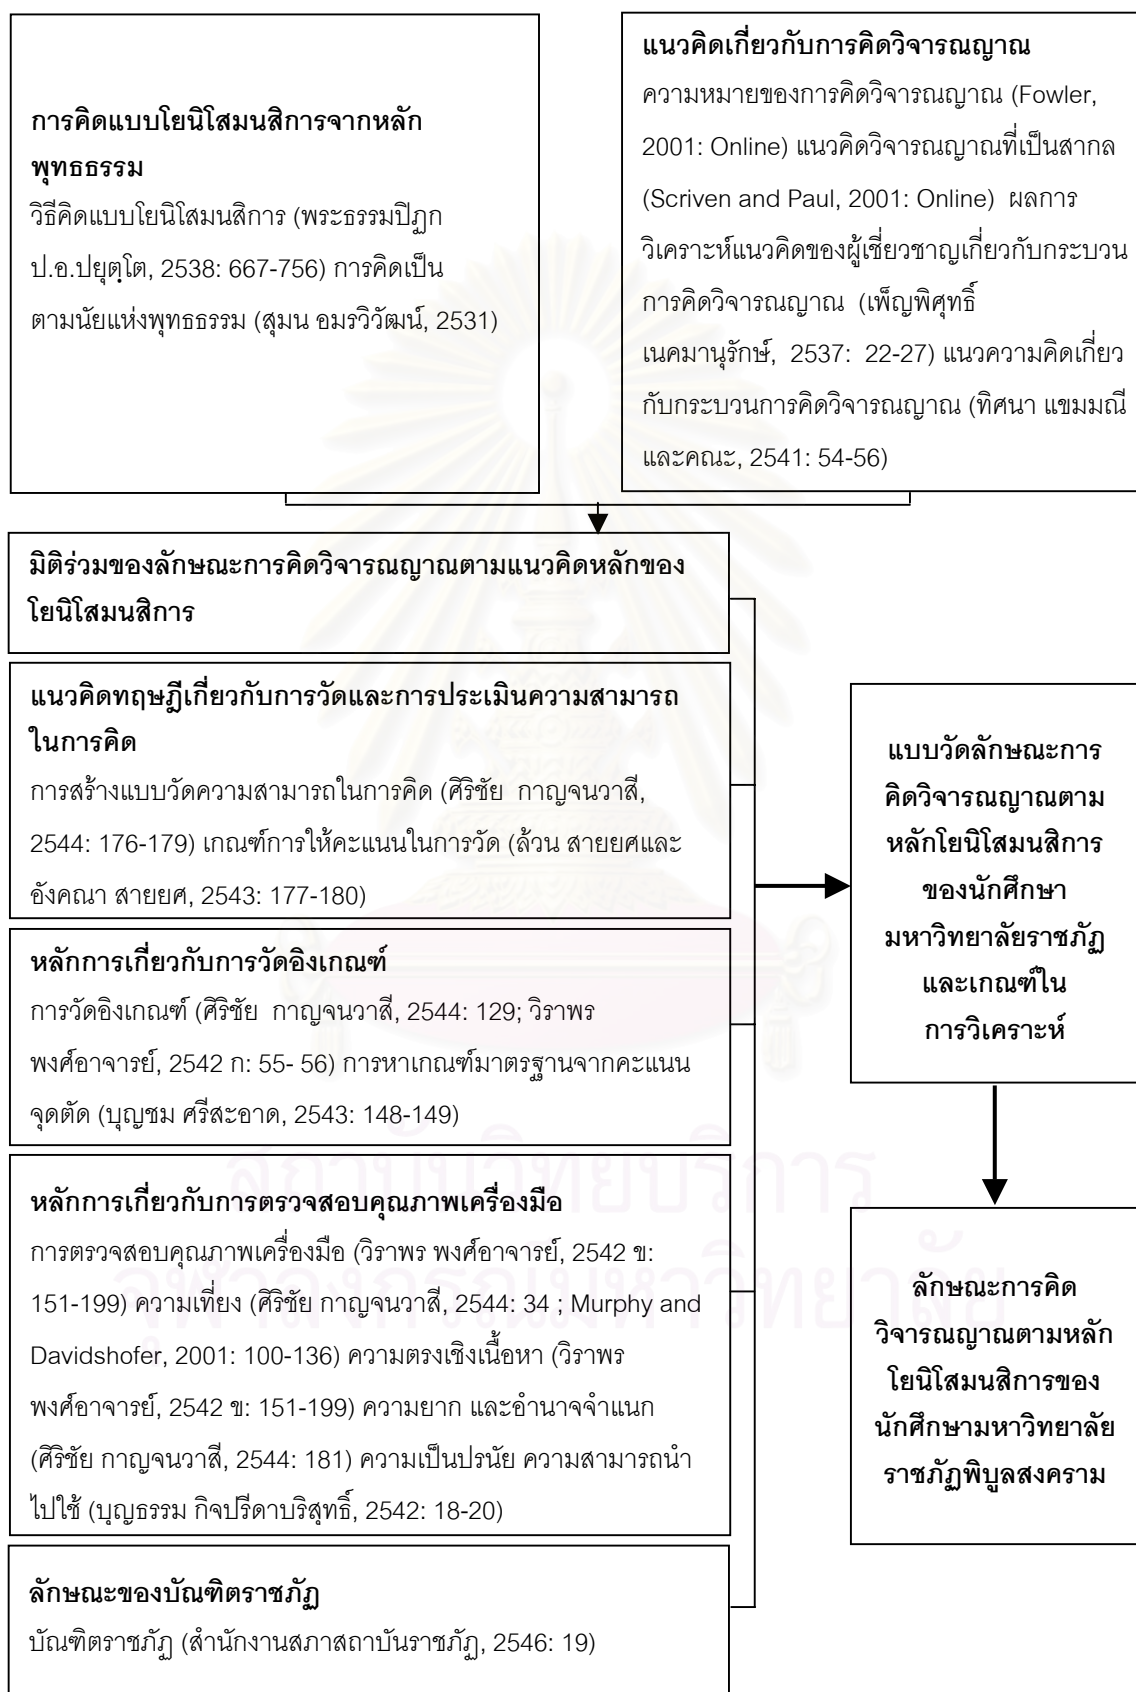 การคิดแบบโยนิโสมนสิการจากหลัก
พุทธธรรม
วิธีคิดแบบโยนิโสมนสิการ (พระธรรมปิฏก
ป.อ.ปยุตฺโต, 2538: 667-756) การคิดเป็น
ตามนัยแห่งพุทธธรรม (สุมน อมรวิวัฒน์, 2531)
แนวคิดเกี่ยวกับการคิดวิจารณญาณ
ความหมายของการคิดวิจารณญาณ (Fowler,
2001: Online) แนวคิดวิจารณญาณที่เป็นสากล
(Scriven and Paul, 2001: Online) ผลการ
วิเคราะห์แนวคิดของผู้เชี่ยวชาญเกี่ยวกับกระบวน
การคิดวิจารณญาณ (เพ็ญพิศุทธิ์
เนคมานุรักษ์, 2537: 22-27) แนวความคิดเกี่ยว
กับกระบวนการคิดวิจารณญาณ (ทิศนา แขมมณี
และคณะ, 2541: 54-56)
มิติร่วมของลักษณะการคิดวิจารณญาณตามแนวคิดหลักของ
โยนิโสมนสิการ
แนวคิดทฤษฎีเกี่ยวกับการวัดและการประเมินความสามารถ
ในการคิด
การสร้างแบบวัดความสามารถในการคิด (ศิริชัย กาญจนวาสี,
2544: 176-179) เกณฑ์การให้คะแนนในการวัด (ล้วน สายยศและ
อังคณา สายยศ, 2543: 177-180)
หลักการเกี่ยวกับการวัดอิงเกณฑ์
การวัดอิงเกณฑ์ (ศิริชัย กาญจนวาสี, 2544: 129; วิราพร
พงศ์อาจารย์, 2542 ก: 55- 56) การหาเกณฑ์มาตรฐานจากคะแนน
จุดตัด (บุญชม ศรีสะอาด, 2543: 148-149)
หลักการเกี่ยวกับการตรวจสอบคุณภาพเครื่องมือ
การตรวจสอบคุณภาพเครื่องมือ (วิราพร พงศ์อาจารย์, 2542 ข:
151-199) ความเที่ยง (ศิริชัย กาญจนวาสี, 2544: 34 ; Murphy and
Davidshofer, 2001: 100-136) ความตรงเชิงเนื้อหา (วิราพร
พงศ์อาจารย์, 2542 ข: 151-199) ความยาก และอำนาจจำแนก
(ศิริชัย กาญจนวาสี, 2544: 181) ความเป็นปรนัย ความสามารถนำ
ไปใช้ (บุญธรรม กิจปรีดาบริสุทธิ์, 2542: 18-20)
ลักษณะของบัณฑิตราชภัฏ
บัณฑิตราชภัฏ (สำนักงานสภาสถาบันราชภัฏ, 2546: 19)
แบบวัดลักษณะการ
คิดวิจารณญาณตาม
หลักโยนิโสมนสิการ
ของนักศึกษา
มหาวิทยาลัยราชภัฏ
และเกณฑ์ใน
การวิเคราะห์
ลักษณะการคิด
วิจารณญาณตามหลัก
โยนิโสมนสิการของ
นักศึกษามหาวิทยาลัย
ราชภัฏพิบูลสงคราม
สถาบันวิทยบริการ
จุฬาลงกรณ์มหาวิทยาลัย